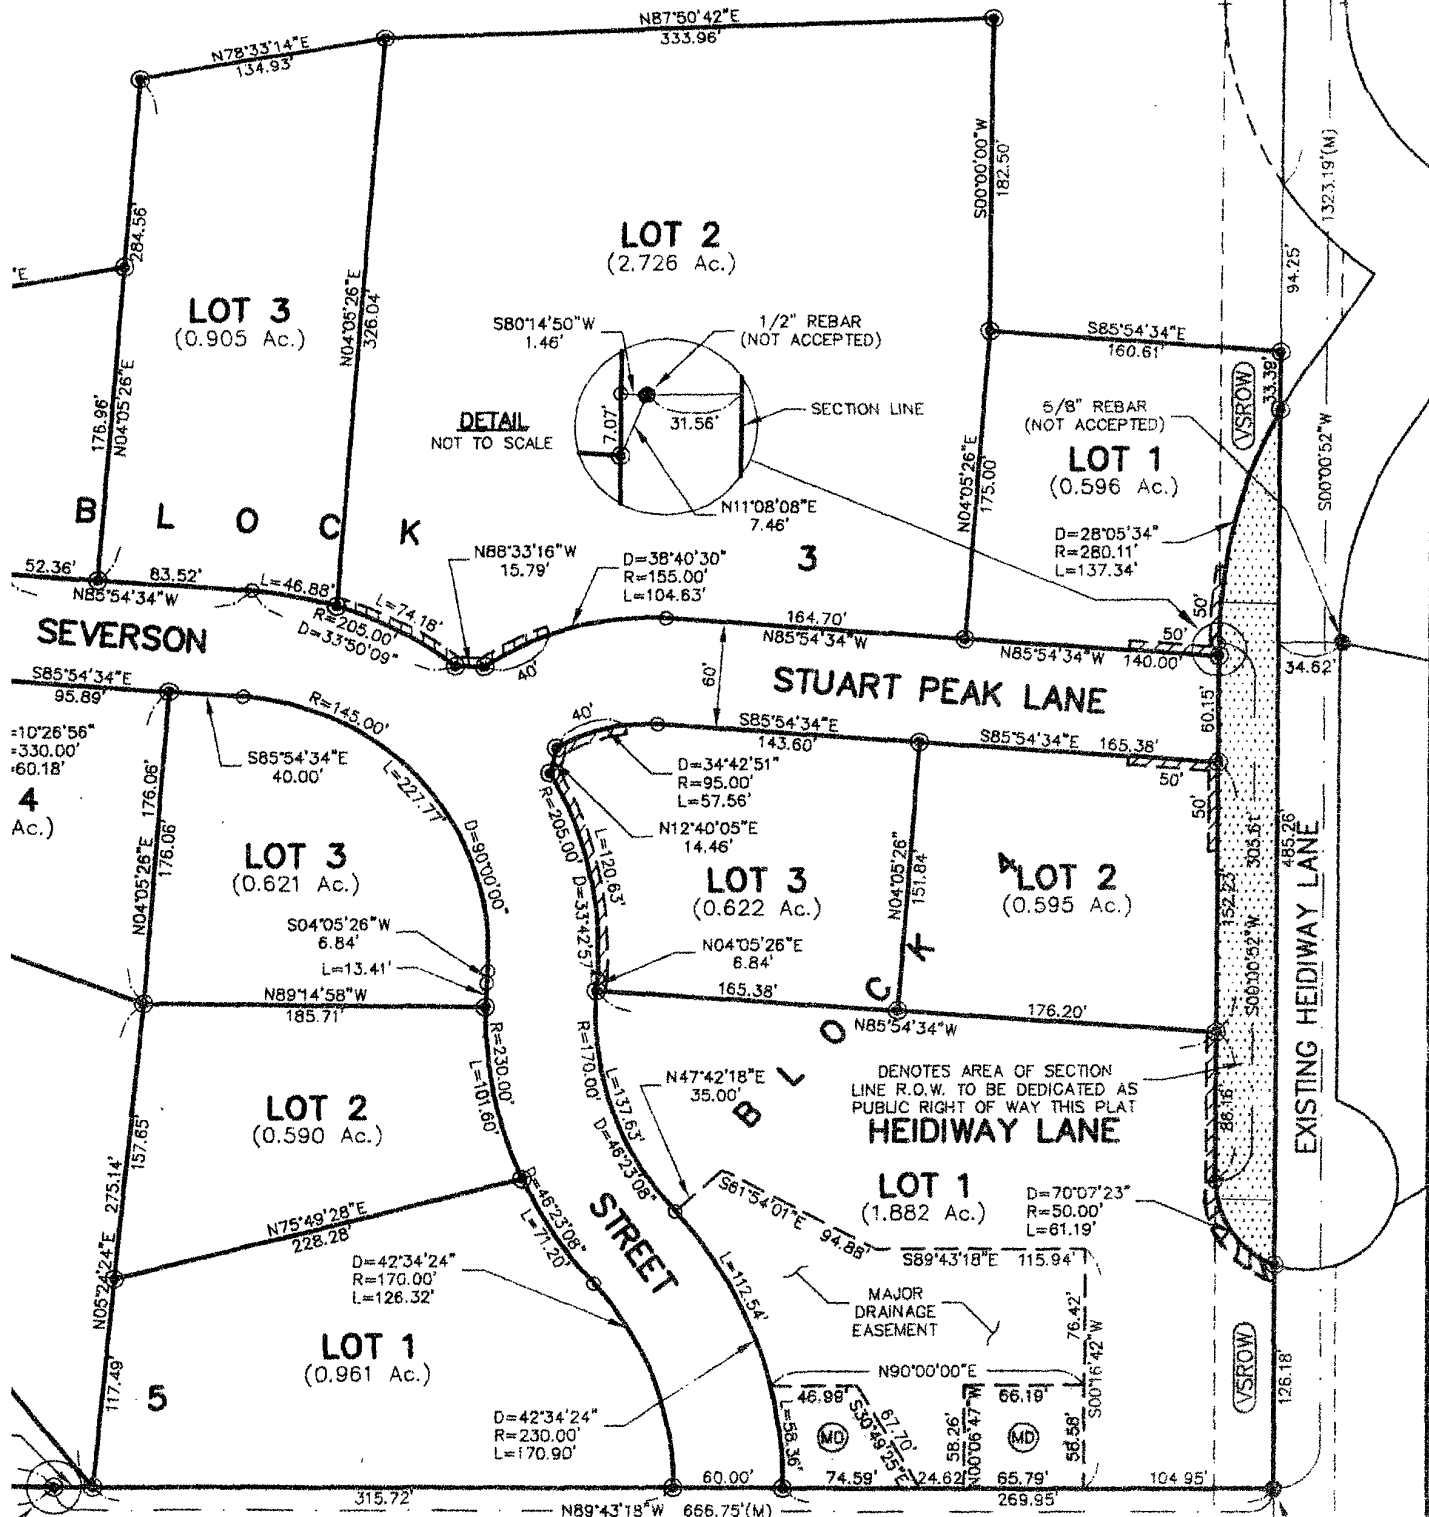 N87°50'42"E
333.96'
N78°33'14"E
134.93'
284.56'
S00°00'00"W
182.50'
1323.19'(M)
94.25'
'E
LOT 3
(0.905 Ac.)
N04°05'26"E
326.04'
LOT 2
(2.726 Ac.)
S80°14'50"W
1.46'
1/2" REBAR
(NOT ACCEPTED)
S85°54'34"E
160.61'
VSROW
33.39'
5/8" REBAR
(NOT ACCEPTED)
DETAIL
NOT TO SCALE
7.07'
31.56'
SECTION LINE
N11°08'08"E
7.46'
176.96'
N04°05'26"E
N04°05'26"E
175.00'
LOT 1
(0.596 Ac.)
S00°00'52"W
D=28°05'34"
R=280.11'
L=137.34'
B L O C K
3
N88°33'16"W
15.79'
D=38°40'30"
R=155.00'
L=104.63'
52.36'
83.52'
N85°54'34"W
L=46.88'
L=74.18'
R=205.00'
D=33°50'09"
40'
164.70'
N85°54'34"W
N85°54'34"W
140.00'
50'
50'
34.62'
SEVERSON
STUART PEAK LANE
60'
60.15'
S85°54'34"E
95.89'
=10°26'56"
=330.00'
=60.18'
4
Ac.)
S85°54'34"E
40.00'
R=145.00'
L=227.77'
D=90°00'00"
40'
S85°54'34"E
143.60'
S85°54'34"E
165.38'
50'
50'
D=34°42'51"
R=95.00'
L=57.56'
N12°40'05"E
14.46'
R=205.00'
L=120.63'
D=33°42'57"
176.06'
N04°05'26"E
176.06'
LOT 3
(0.621 Ac.)
LOT 3
(0.622 Ac.)
N04°05'26"
151.84'
4
LOT 2
(0.595 Ac.)
152.23'
305.61'
485.26'
S00°00'52"W
EXISTING HEIDIWAY LANE
S04°05'26"W
6.84'
L=13.41'
N04°05'26"E
6.84'
N89°14'58"W
185.71'
165.38'
N85°54'34"W
176.20'
B L O C K
R=230.00'
L=101.60'
R=170.00'
L=137.63'
D=46°23'08"
N47°42'18"E
35.00'
DENOTES AREA OF SECTION
LINE R.O.W. TO BE DEDICATED AS
PUBLIC RIGHT OF WAY THIS PLAT
HEIDIWAY LANE
86.16'
LOT 2
(0.590 Ac.)
157.65'
275.14'
N05°24'24"E
N75°49'28"E
228.28'
D=46°23'08"
L=71.20'
STREET
S61°54'01"E
94.88'
LOT 1
(1.882 Ac.)
D=70°07'23"
R=50.00'
L=61.19'
S89°43'18"E
115.94'
D=42°34'24"
R=170.00'
L=126.32'
L=112.54'
MAJOR
DRAINAGE
EASEMENT
76.42'
S00°16'42"W
LOT 1
(0.961 Ac.)
117.49'
5
N90°00'00"E
VSROW
126.18'
D=42°34'24"
R=230.00'
L=170.90'
L=58.36'
46.99'
S30°49'25"E
67.70'
MD
58.26'
N00°06'47"W
66.19'
MD
58.58'
60.00'
74.59'
24.62'
65.79'
104.95'
315.72'
269.95'
N89°43'18"W 666.75'(M)